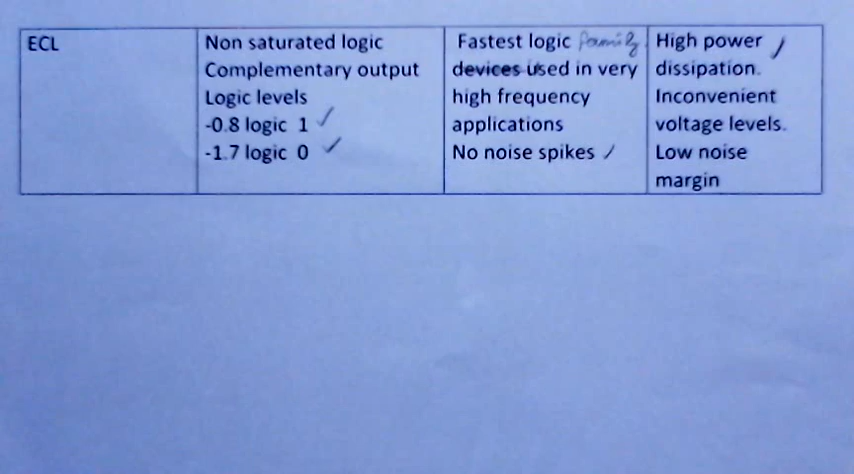 ECL
Non saturated logic
Complementary output
Logic levels
-0.8 logic 1
-1.7 logic 0
Fastest logic family
devices used in very
high frequency
applications
No noise spikes
High power
dissipation.
Inconvenient
voltage levels.
Low noise
margin